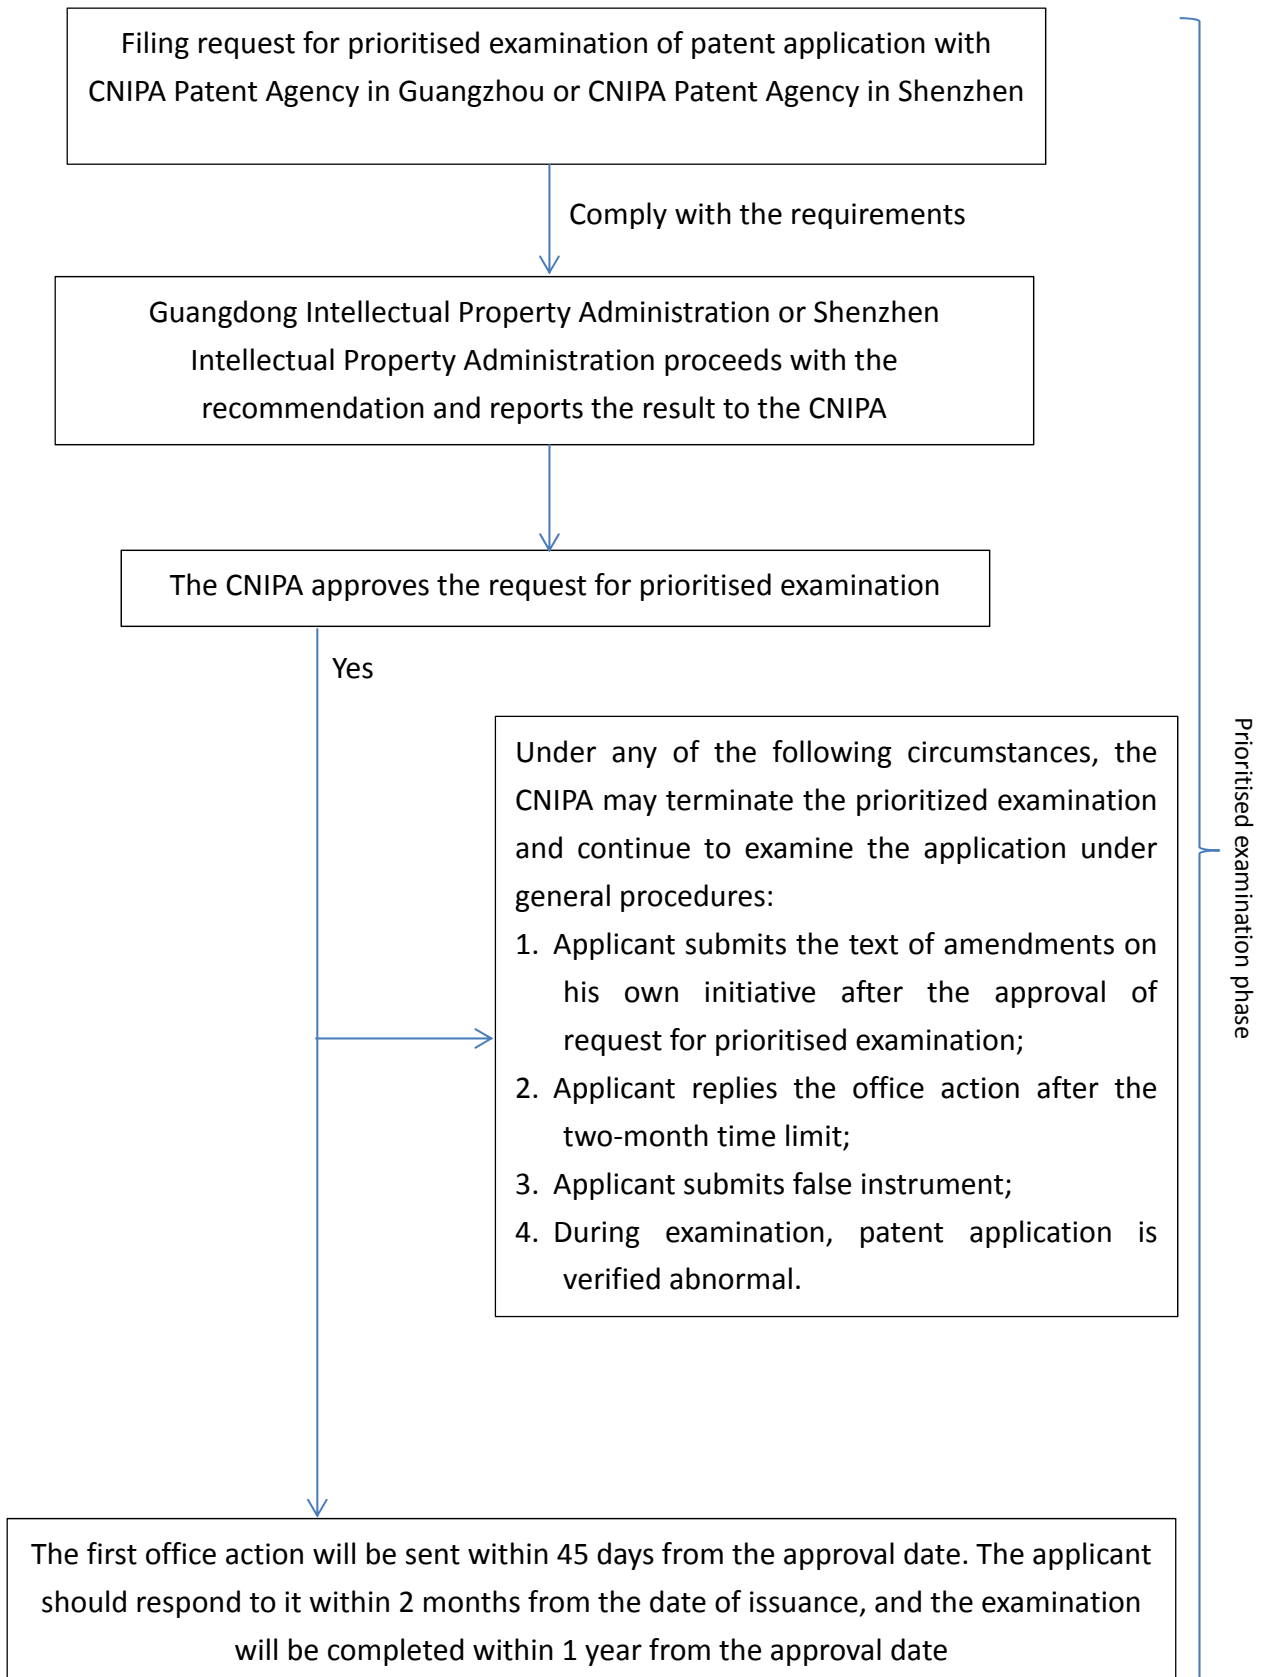 Filing request for prioritised examination of patent application with
CNIPA Patent Agency in Guangzhou or CNIPA Patent Agency in Shenzhen
Comply with the requirements
Guangdong Intellectual Property Administration or Shenzhen
Intellectual Property Administration proceeds with the
recommendation and reports the result to the CNIPA
The CNIPA approves the request for prioritised examination
Yes
Under any of the following circumstances, the
CNIPA may terminate the prioritized examination
and continue to examine the application under
general procedures:
1. Applicant submits the text of amendments on
his own initiative after the approval of
request for prioritised examination;
2. Applicant replies the office action after the
two-month time limit;
3. Applicant submits false instrument;
4. During examination, patent application is
verified abnormal.
Prioritised examination phase
The first office action will be sent within 45 days from the approval date. The applicant
should respond to it within 2 months from the date of issuance, and the examination
will be completed within 1 year from the approval date